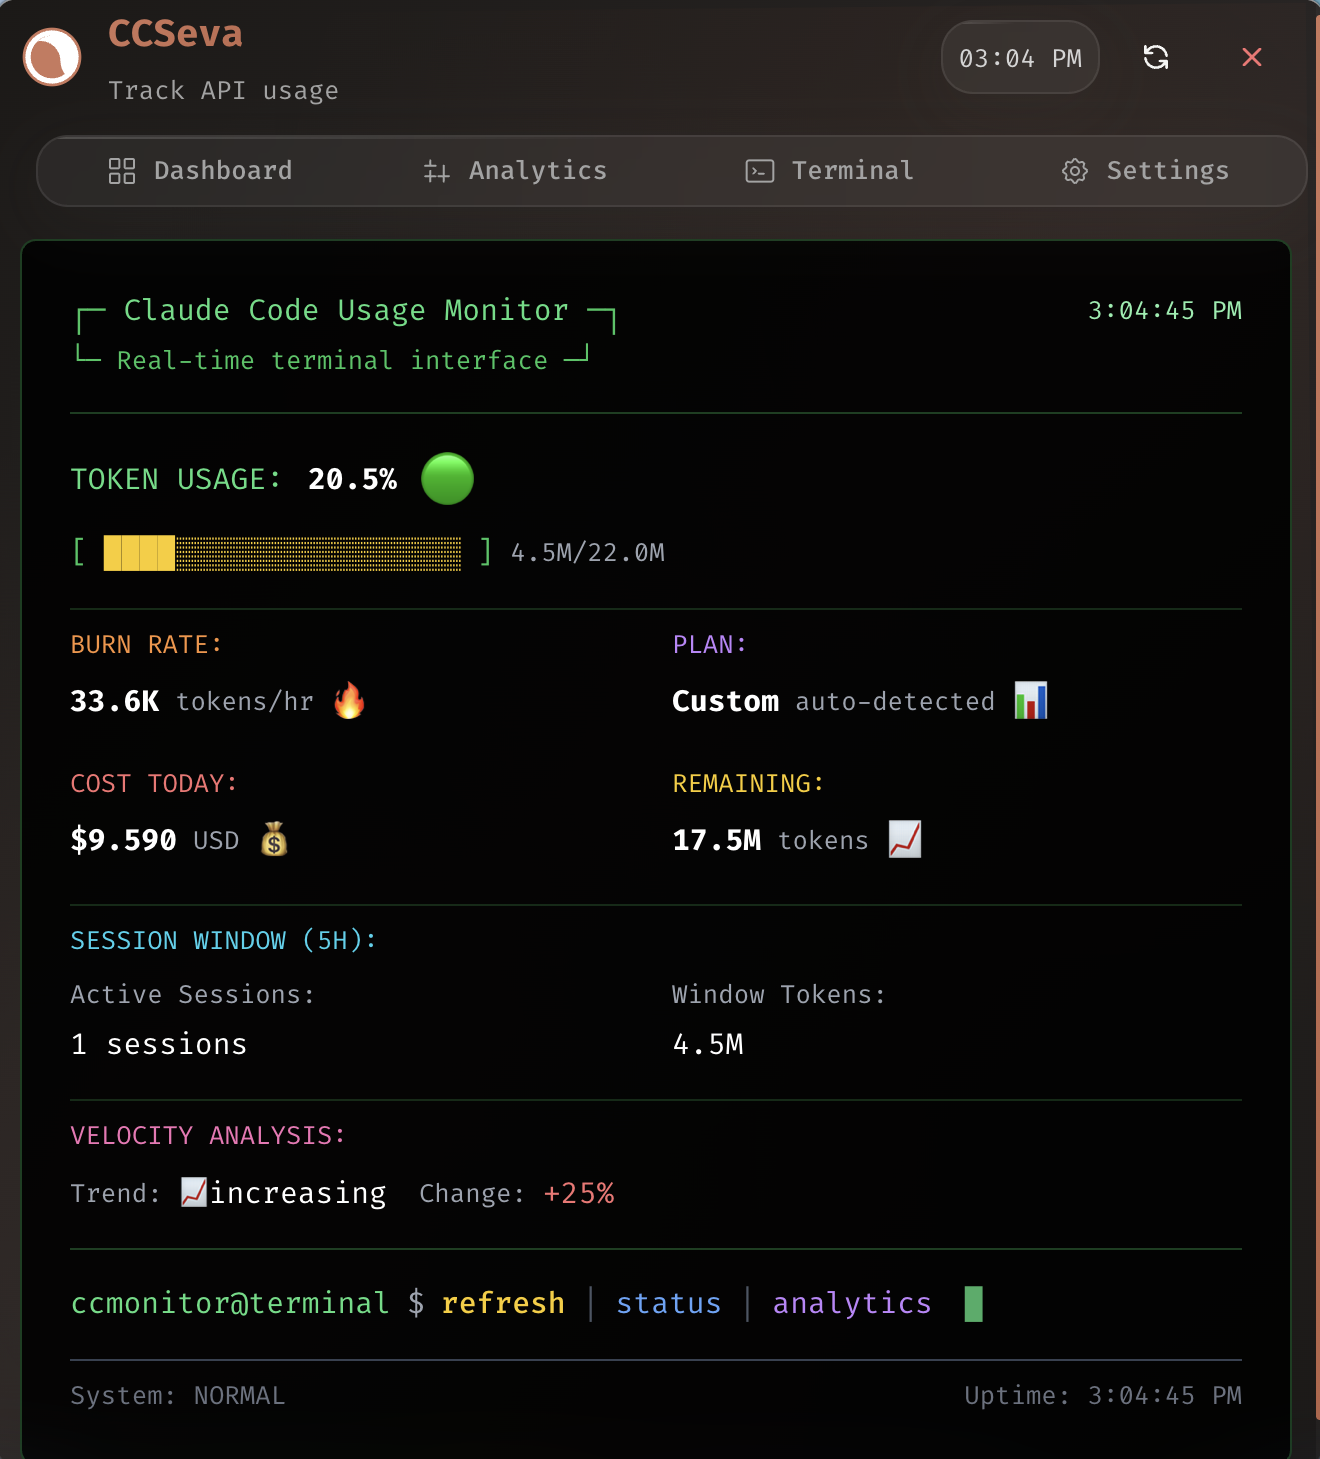 CCSeva
Track API usage
03:04 PM
Dashboard
Analytics
Terminal
Settings
┌─ Claude Code Usage Monitor ─┐
3:04:45 PM
└─ Real-time terminal interface ─┘
TOKEN USAGE: 20.5%
[ ████░░░░░░░░░░░░░░░░ ] 4.5M/22.0M
BURN RATE:
33.6K tokens/hr 🔥
PLAN:
Custom auto-detected 📊
COST TODAY:
$9.590 USD 💰
REMAINING:
17.5M tokens 📈
SESSION WINDOW (5H):
Active Sessions:
1 sessions
Window Tokens:
4.5M
VELOCITY ANALYSIS:
Trend: 📈increasing Change: +25%
ccmonitor@terminal $ refresh | status | analytics
System: NORMAL
Uptime: 3:04:45 PM